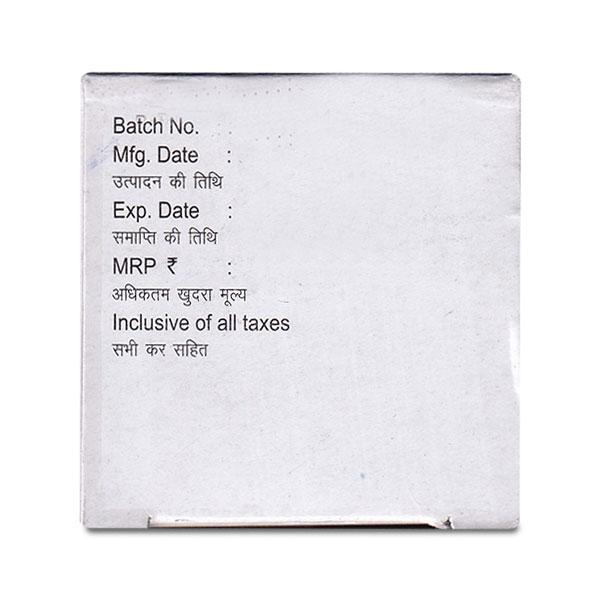 Batch No. :
Mfg. Date :
उत्पादन की तिथि
Exp. Date :
समाप्ति की तिथि
MRP ₹ :
अधिकतम खुदरा मूल्य
Inclusive of all taxes
सभी कर सहित